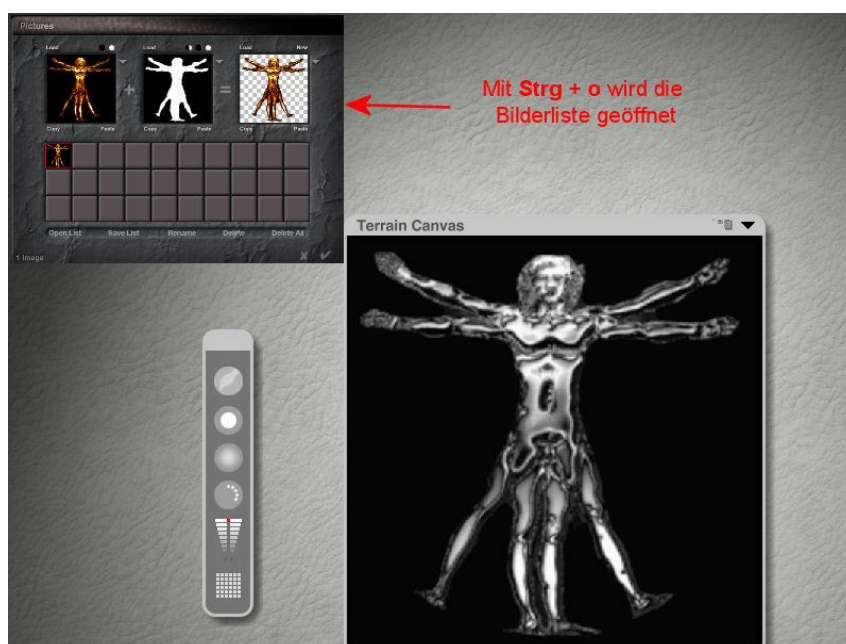 Pictures
Load Load Load New
Copy Paste Copy Paste Copy Paste
Open List Save List Rename Delete Delete All
1 Image
Mit Strg + o wird die
Bilderliste geöffnet
Terrain Canvas